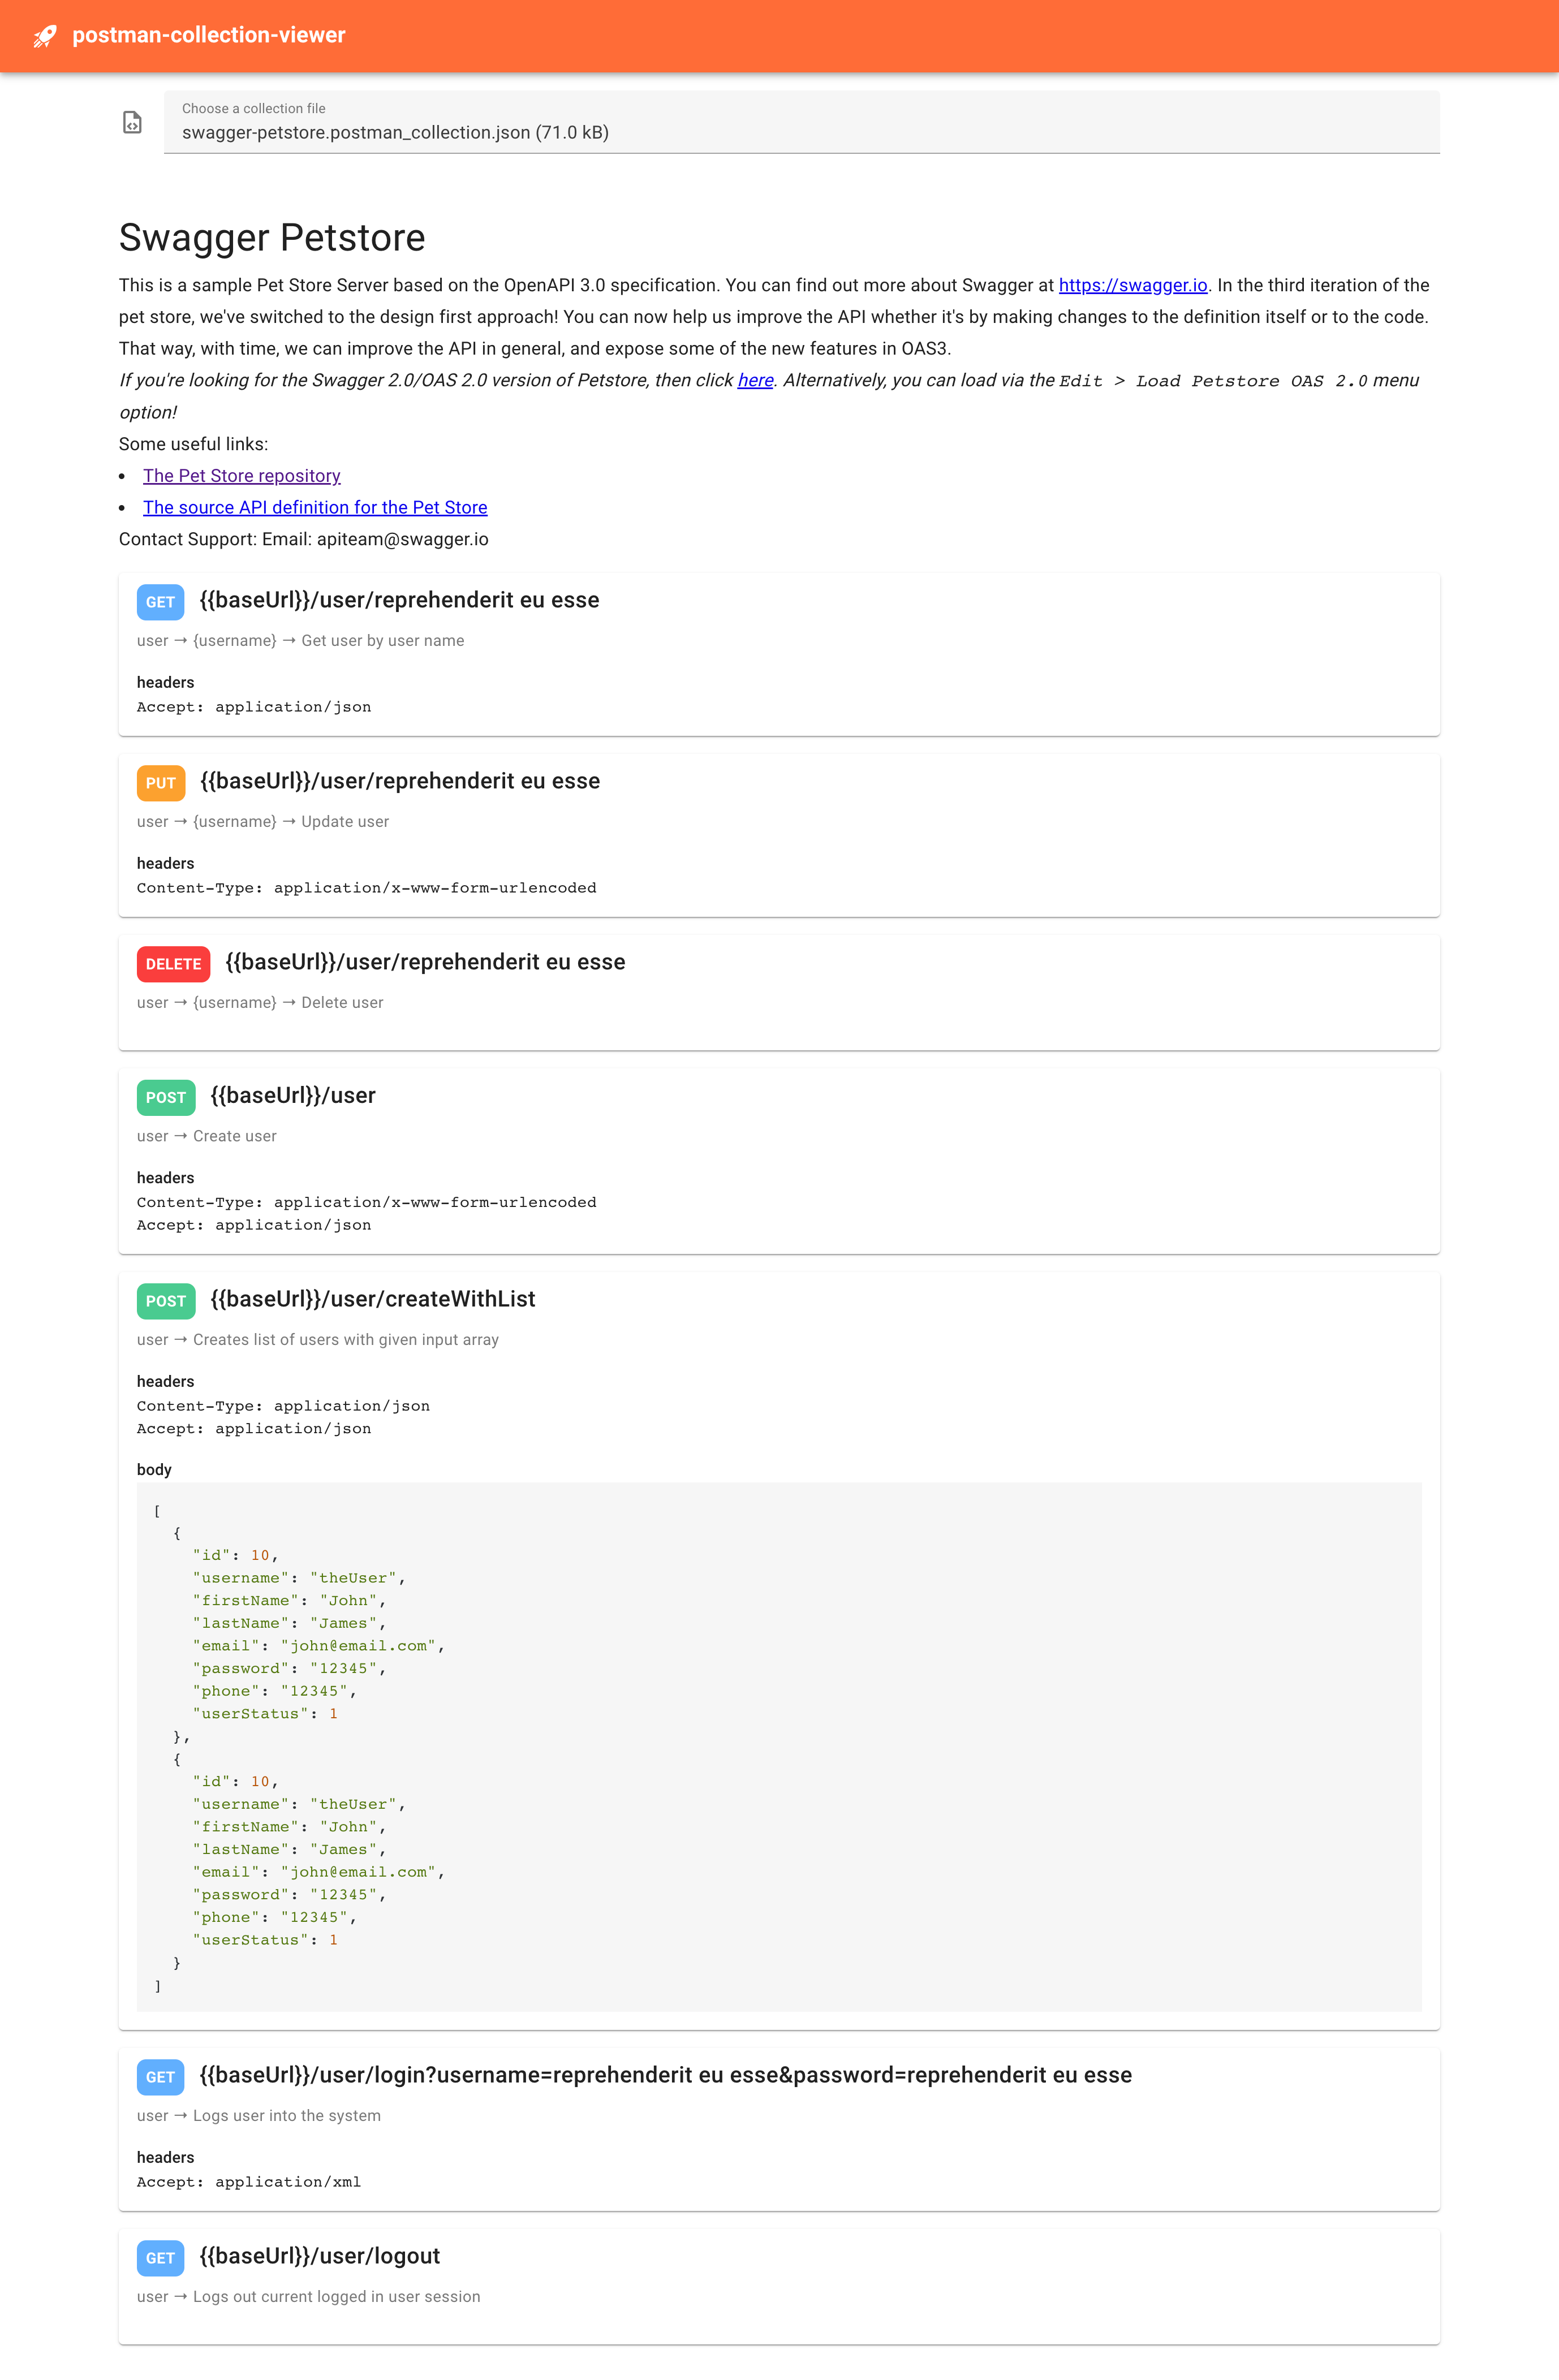 postman-collection-viewer
Choose a collection file
swagger-petstore.postman_collection.json (71.0 kB)
Swagger Petstore
This is a sample Pet Store Server based on the OpenAPI 3.0 specification. You can find out more about Swagger at https://swagger.io. In the third iteration of the
pet store, we've switched to the design first approach! You can now help us improve the API whether it's by making changes to the definition itself or to the code.
That way, with time, we can improve the API in general, and expose some of the new features in OAS3.
If you're looking for the Swagger 2.0/OAS 2.0 version of Petstore, then click here. Alternatively, you can load via the Edit > Load Petstore OAS 2.0 menu
option!
Some useful links:
• The Pet Store repository
• The source API definition for the Pet Store
Contact Support: Email: apiteam@swagger.io
GET {{baseUrl}}/user/reprehenderit eu esse
user → {username} → Get user by user name
headers
Accept: application/json
PUT {{baseUrl}}/user/reprehenderit eu esse
user → {username} → Update user
headers
Content-Type: application/x-www-form-urlencoded
DELETE {{baseUrl}}/user/reprehenderit eu esse
user → {username} → Delete user
POST {{baseUrl}}/user
user → Create user
headers
Content-Type: application/x-www-form-urlencoded
Accept: application/json
POST {{baseUrl}}/user/createWithList
user → Creates list of users with given input array
headers
Content-Type: application/json
Accept: application/json
body
[
  {
    "id": 10,
    "username": "theUser",
    "firstName": "John",
    "lastName": "James",
    "email": "john@email.com",
    "password": "12345",
    "phone": "12345",
    "userStatus": 1
  },
  {
    "id": 10,
    "username": "theUser",
    "firstName": "John",
    "lastName": "James",
    "email": "john@email.com",
    "password": "12345",
    "phone": "12345",
    "userStatus": 1
  }
]
GET {{baseUrl}}/user/login?username=reprehenderit eu esse&password=reprehenderit eu esse
user → Logs user into the system
headers
Accept: application/xml
GET {{baseUrl}}/user/logout
user → Logs out current logged in user session